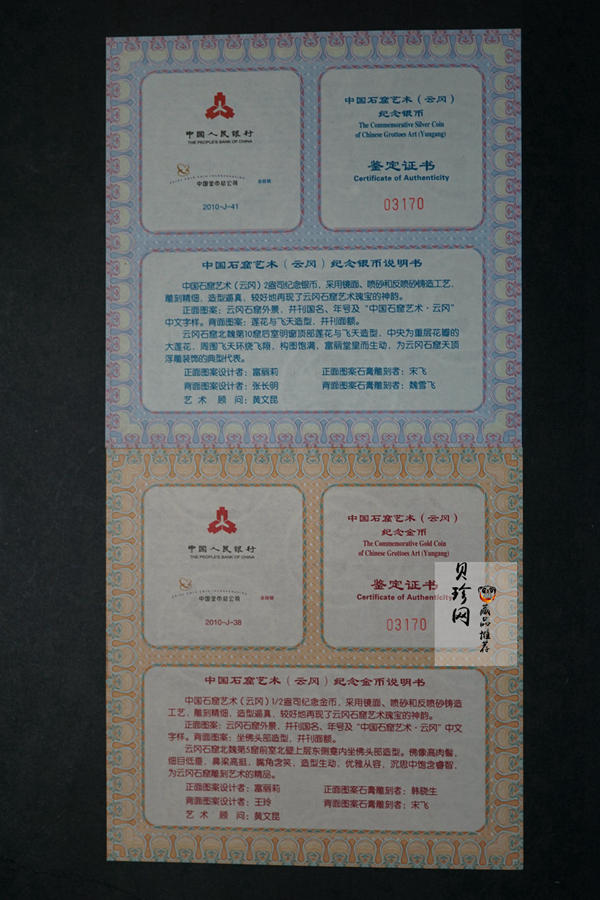 中国人民银行
THE PEOPLE'S BANK OF CHINA
中国金币总公司
2010-J-41
中国石窟艺术（云冈）
纪念银币
The Commemorative Silver Coin
of Chinese Grottoes Art (Yungang)
鉴定证书
Certificate of Authenticity
03170
中国石窟艺术（云冈）纪念银币说明书
中国石窟艺术（云冈）2盎司纪念银币，采用镜面、喷砂和反喷砂铸造工艺，
雕刻精细，造型逼真，较好地再现了云冈石窟艺术瑰宝的神韵。
正面图案：云冈石窟外景，并刊国名、年号及“中国石窟艺术·云冈”
中文字样。背面图案：莲花与飞天造型，并刊面额。
云冈石窟北魏第10窟后室明窗顶部莲花与飞天造型，中央为重层花瓣的
大莲花，周围飞天环绕飞翔，构图饱满，富丽堂皇而生动，为云冈石窟天顶
浮雕装饰的典型代表。
正面图案设计者：富丽莉 正面图案石膏雕刻者：宋飞
背面图案设计者：张长明 背面图案石膏雕刻者：魏雪飞
艺术顾问：黄文昆
中国人民银行
THE PEOPLE'S BANK OF CHINA
中国金币总公司
2010-J-38
中国石窟艺术（云冈）
纪念金币
The Commemorative Gold Coin
of Chinese Grottoes Art (Yungang)
鉴定证书
Certificate of Authenticity
03170
贝珍网
藏品推荐
中国石窟艺术（云冈）纪念金币说明书
中国石窟艺术（云冈）1/2盎司纪念金币，采用镜面、喷砂和反喷砂铸造
工艺，雕刻精细，造型逼真，较好地再现了云冈石窟艺术瑰宝的神韵。
正面图案：云冈石窟外景，并刊国名、年号及“中国石窟艺术·云冈”中文
字样。背面图案：坐佛头部造型，并刊面额。
云冈石窟北魏第5窟前室北壁上层东侧龛内坐佛头部造型。佛像高肉髻，
细目低垂，鼻梁高挺，嘴角含笑，造型生动，优雅从容，沉思中饱含睿智，
为云冈石窟雕刻艺术的精品。
正面图案设计者：富丽莉 正面图案石膏雕刻者：韩晓生
背面图案设计者：王玲 背面图案石膏雕刻者：宋飞
艺术顾问：黄文昆